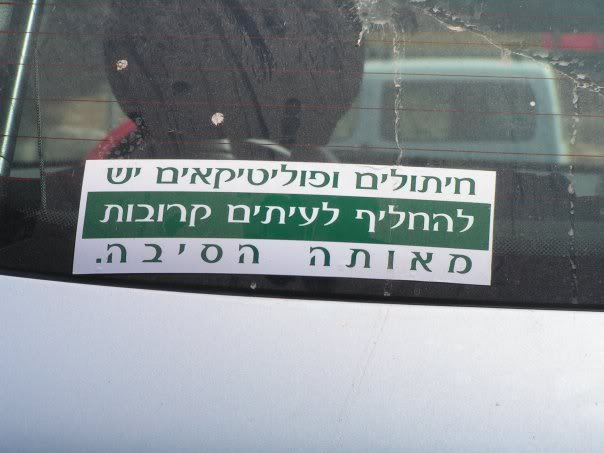 חיתולים ופוליטיקאים יש
להחליף לעיתים קרובות
מאותה הסיבה.